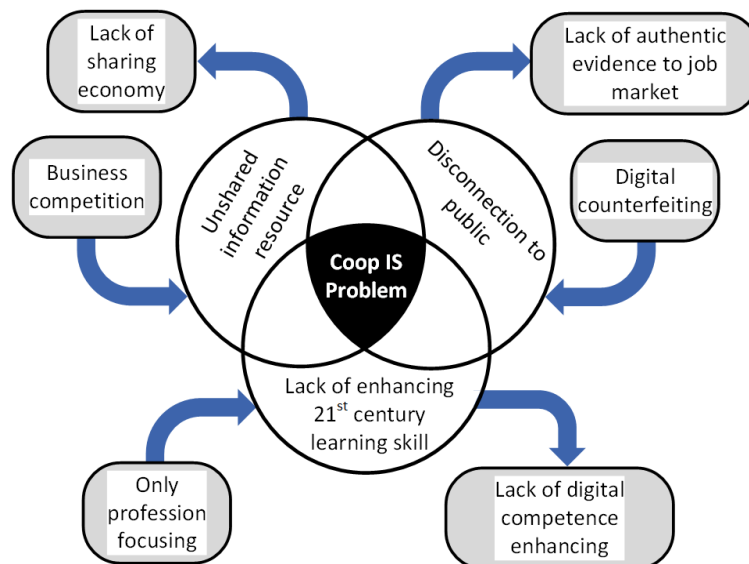 Lack of
sharing
economy
Lack of authentic
evidence to job
market
Business
competition
Unshared
information
resource
Disconnection to
public
Digital
counterfeiting
Coop IS
Problem
Lack of enhancing
21st century
learning skill
Only
profession
focusing
Lack of digital
competence
enhancing